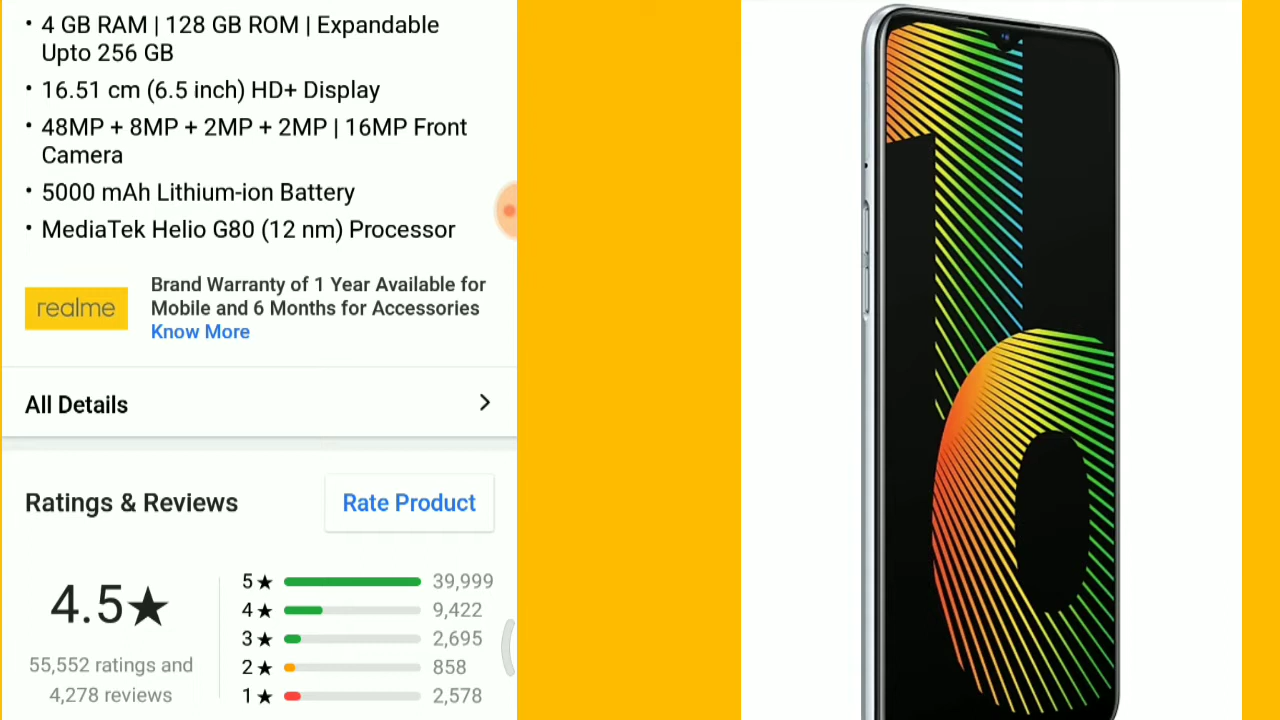 • 4 GB RAM | 128 GB ROM | Expandable
Upto 256 GB
• 16.51 cm (6.5 inch) HD+ Display
• 48MP + 8MP + 2MP + 2MP | 16MP Front
Camera
• 5000 mAh Lithium-ion Battery
• MediaTek Helio G80 (12 nm) Processor
realme
Brand Warranty of 1 Year Available for
Mobile and 6 Months for Accessories
Know More
All Details
Ratings & Reviews
Rate Product
4.5★
55,552 ratings and
4,278 reviews
5★ 39,999
4★ 9,422
3★ 2,695
2★ 858
1★ 2,578
10